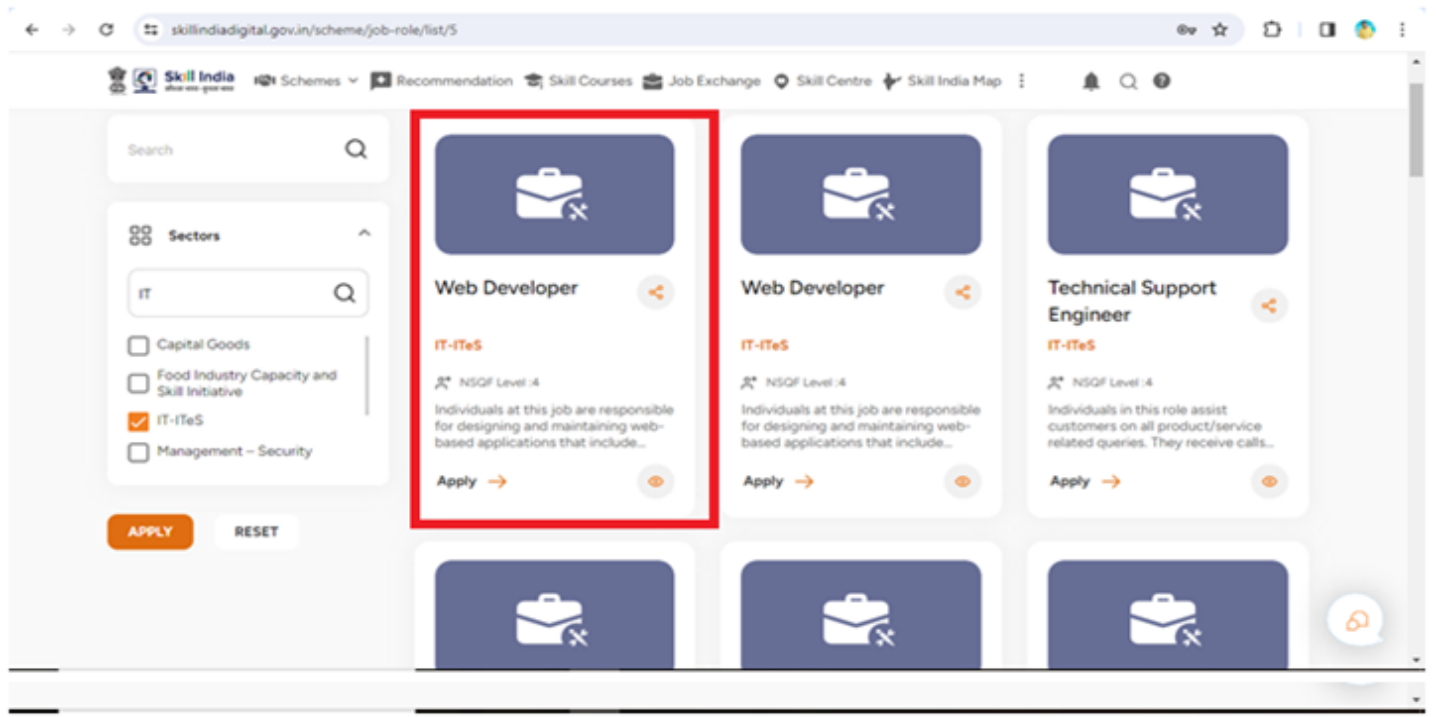 skillindiadigital.gov.in/scheme/job-role/list/5
Skill India
Schemes Recommendation Skill Courses Job Exchange Skill Centre Skill India Map
Search
Sectors
IT
Capital Goods
Food Industry Capacity and
Skill Initiative
IT-ITeS
Management – Security
APPLY RESET
Web Developer
IT-ITeS
NSQF Level :4
Individuals at this job are responsible
for designing and maintaining web-
based applications that include...
Apply
Web Developer
IT-ITeS
NSQF Level :4
Individuals at this job are responsible
for designing and maintaining web-
based applications that include...
Apply
Technical Support
Engineer
IT-ITeS
NSQF Level :4
Individuals in this role assist
customers on all product/service
related queries. They receive calls...
Apply